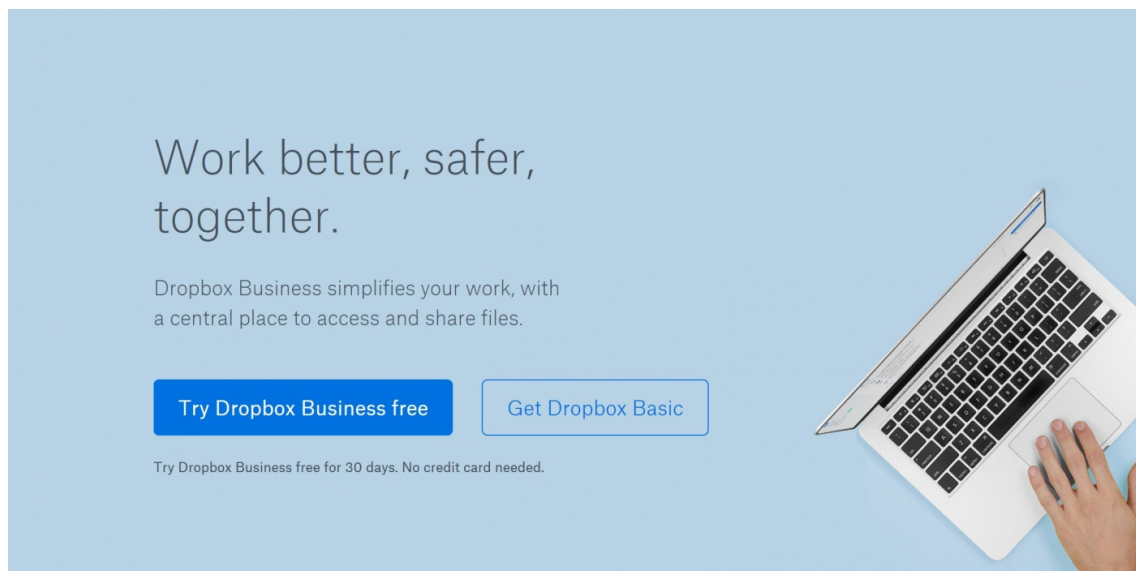 Work better, safer,
together.
Dropbox Business simplifies your work, with
a central place to access and share files.
Try Dropbox Business free
Get Dropbox Basic
Try Dropbox Business free for 30 days. No credit card needed.